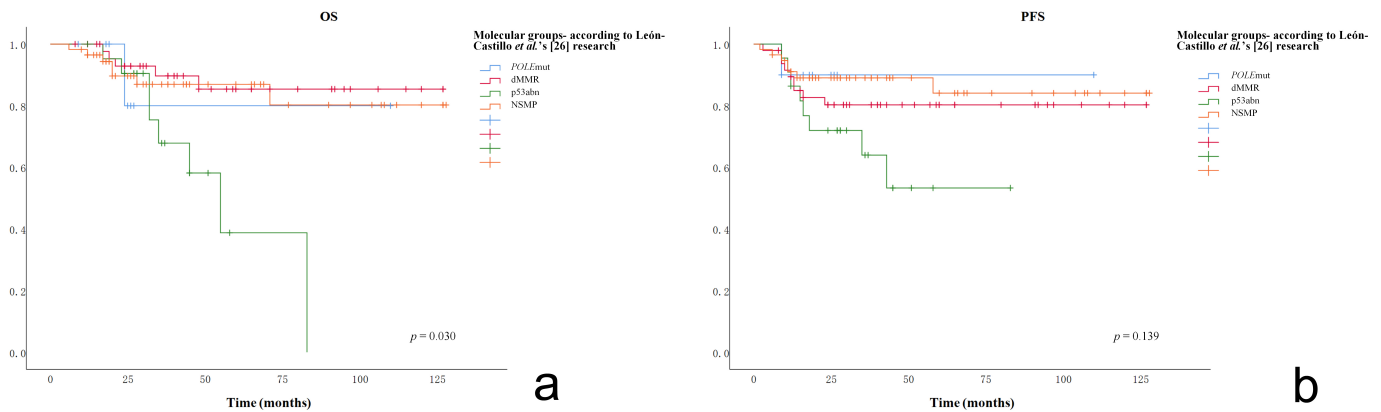 OS
Molecular groups- according to León-
Castillo et al.'s [26] research
POLEmut
dMMR
p53abn
NSMP
1.0
0.8
0.6
0.4
0.2
0.0
p = 0.030
0 25 50 75 100 125
Time (months)
a
PFS
Molecular groups- according to León-
Castillo et al.'s [26] research
POLEmut
dMMR
p53abn
NSMP
1.0
0.8
0.6
0.4
0.2
0.0
p = 0.139
0 25 50 75 100 125
Time (months)
b